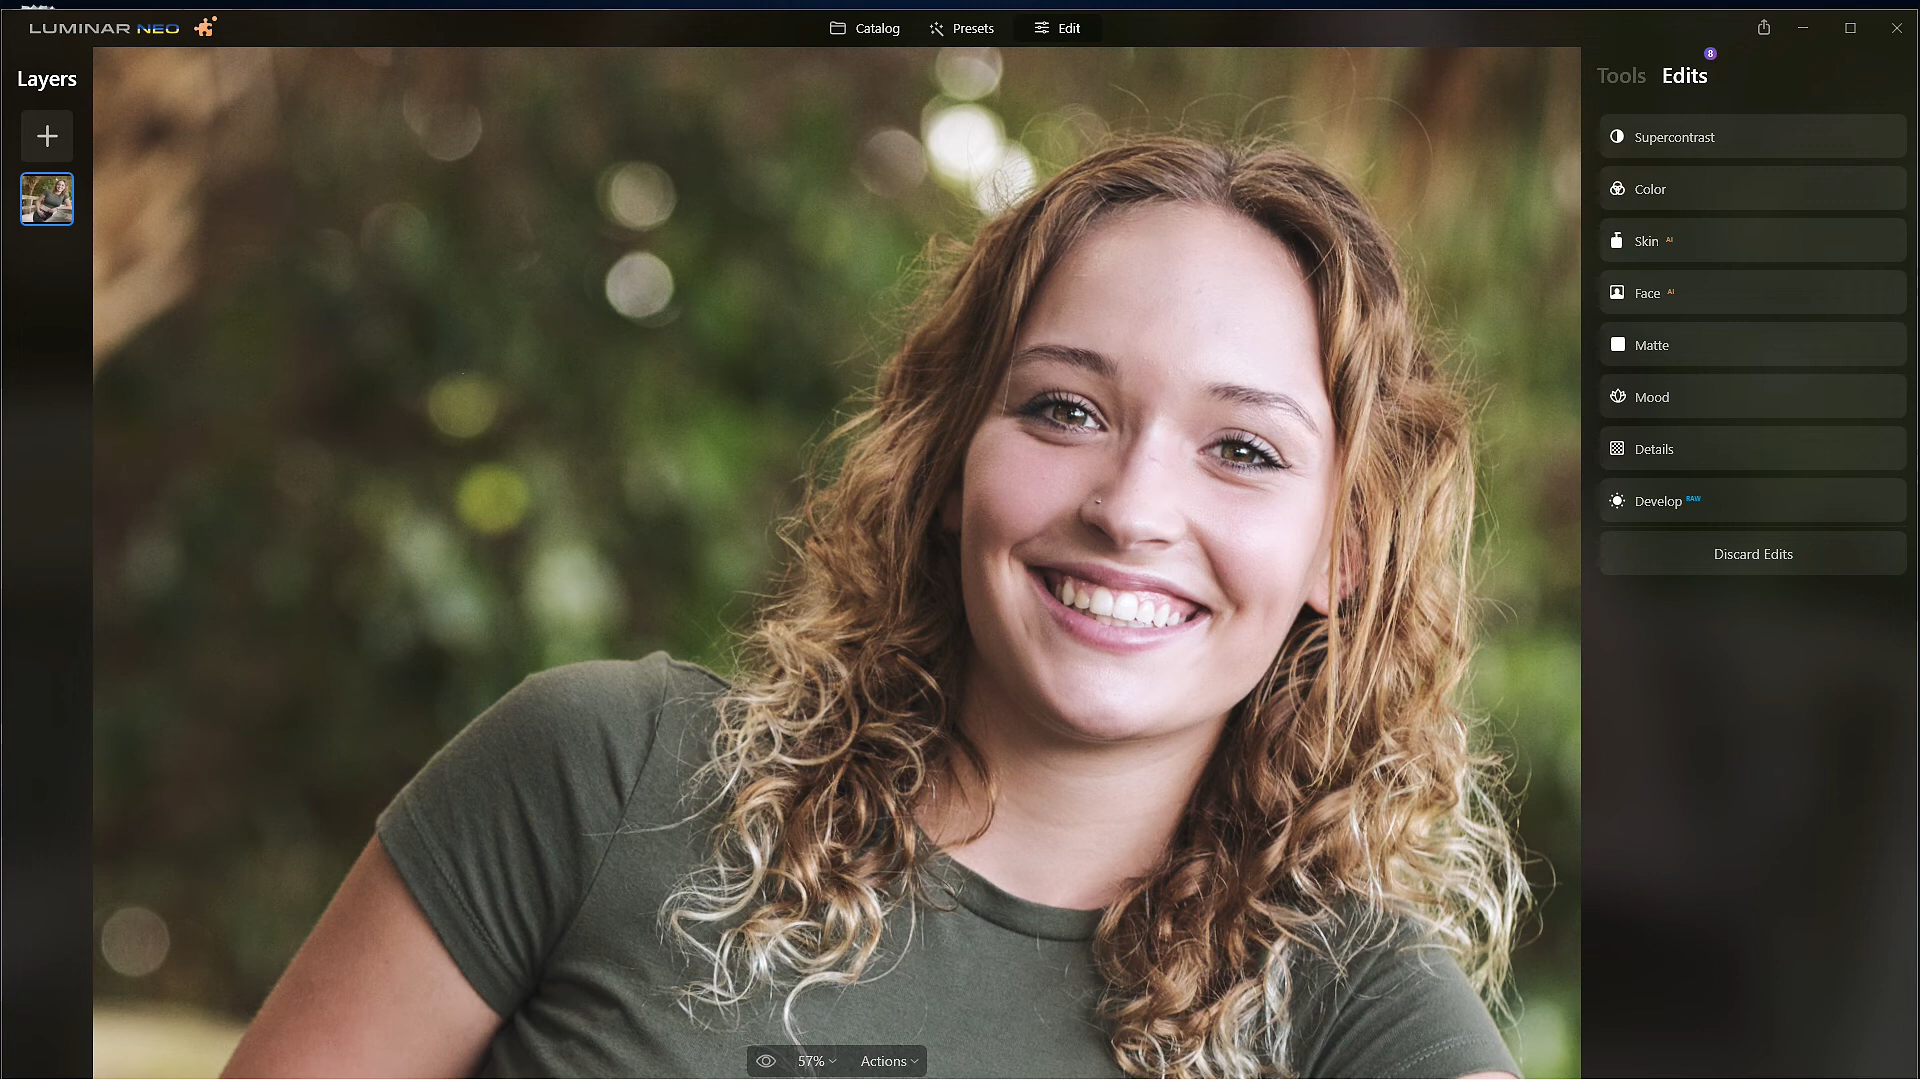 LUMINAR NEO
Catalog
Presets
Edit
Layers
8
Tools
Edits
Supercontrast
Color
Skin AI
Face AI
Matte
Mood
Details
Develop RAW
Discard Edits
57%
Actions